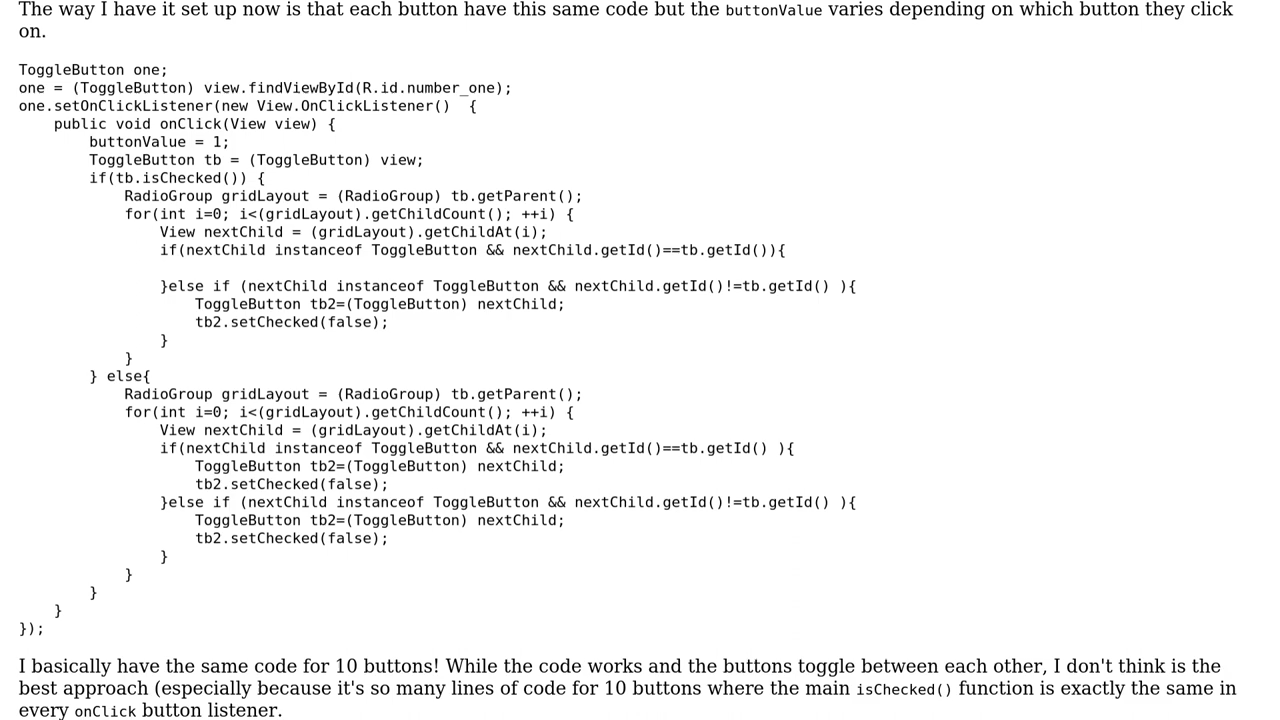 The way I have it set up now is that each button have this same code but the buttonValue varies depending on which button they click
on.
ToggleButton one;
one = (ToggleButton) view.findViewById(R.id.number_one);
one.setOnClickListener(new View.OnClickListener()  {
    public void onClick(View view) {
        buttonValue = 1;
        ToggleButton tb = (ToggleButton) view;
        if(tb.isChecked()) {
            RadioGroup gridLayout = (RadioGroup) tb.getParent();
            for(int i=0; i<(gridLayout).getChildCount(); ++i) {
                View nextChild = (gridLayout).getChildAt(i);
                if(nextChild instanceof ToggleButton && nextChild.getId()==tb.getId()){
                }else if (nextChild instanceof ToggleButton && nextChild.getId()!=tb.getId() ){
                    ToggleButton tb2=(ToggleButton) nextChild;
                    tb2.setChecked(false);
                }
            }
        } else{
            RadioGroup gridLayout = (RadioGroup) tb.getParent();
            for(int i=0; i<(gridLayout).getChildCount(); ++i) {
                View nextChild = (gridLayout).getChildAt(i);
                if(nextChild instanceof ToggleButton && nextChild.getId()==tb.getId() ){
                    ToggleButton tb2=(ToggleButton) nextChild;
                    tb2.setChecked(false);
                }else if (nextChild instanceof ToggleButton && nextChild.getId()!=tb.getId() ){
                    ToggleButton tb2=(ToggleButton) nextChild;
                    tb2.setChecked(false);
                }
            }
        }
    }
});
I basically have the same code for 10 buttons! While the code works and the buttons toggle between each other, I don't think is the
best approach (especially because it's so many lines of code for 10 buttons where the main isChecked() function is exactly the same in
every onClick button listener.